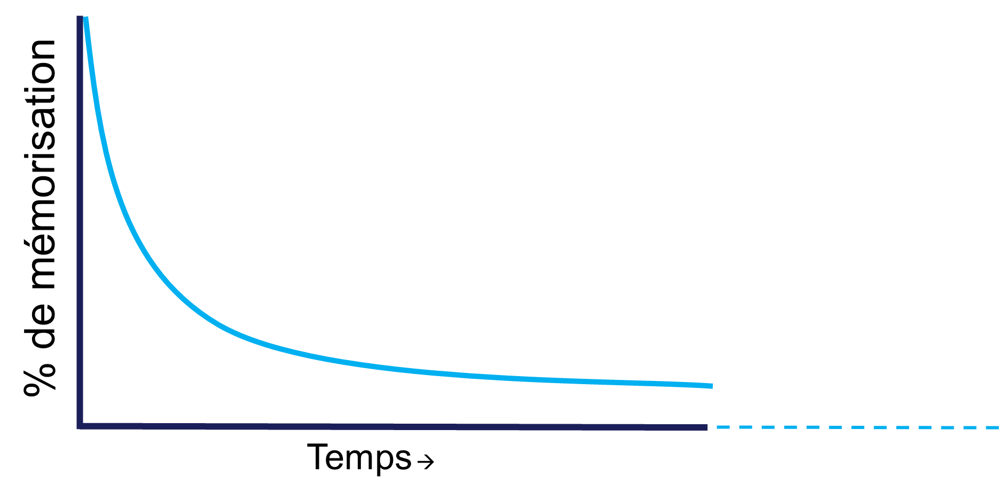 % de mémorisation
Temps →